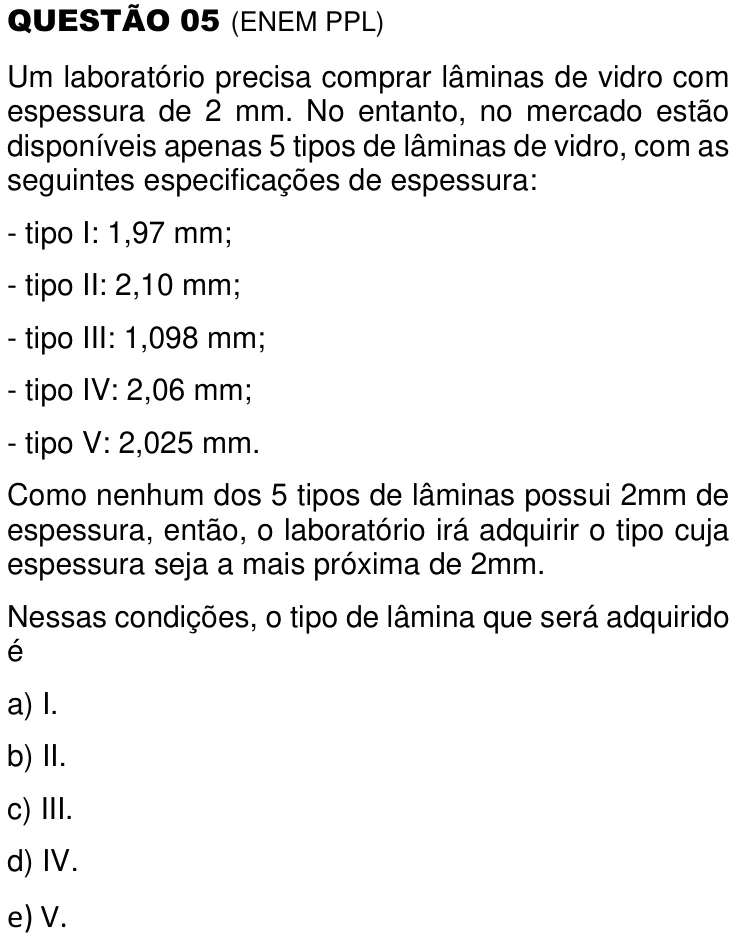 QUESTÃO 05 (ENEM PPL)
Um laboratório precisa comprar lâminas de vidro com
espessura de 2 mm. No entanto, no mercado estão
disponíveis apenas 5 tipos de lâminas de vidro, com as
seguintes especificações de espessura:
- tipo I: 1,97 mm;
- tipo II: 2,10 mm;
- tipo III: 1,098 mm;
- tipo IV: 2,06 mm;
- tipo V: 2,025 mm.
Como nenhum dos 5 tipos de lâminas possui 2mm de
espessura, então, o laboratório irá adquirir o tipo cuja
espessura seja a mais próxima de 2mm.
Nessas condições, o tipo de lâmina que será adquirido
é
a) I.
b) II.
c) III.
d) IV.
e) V.